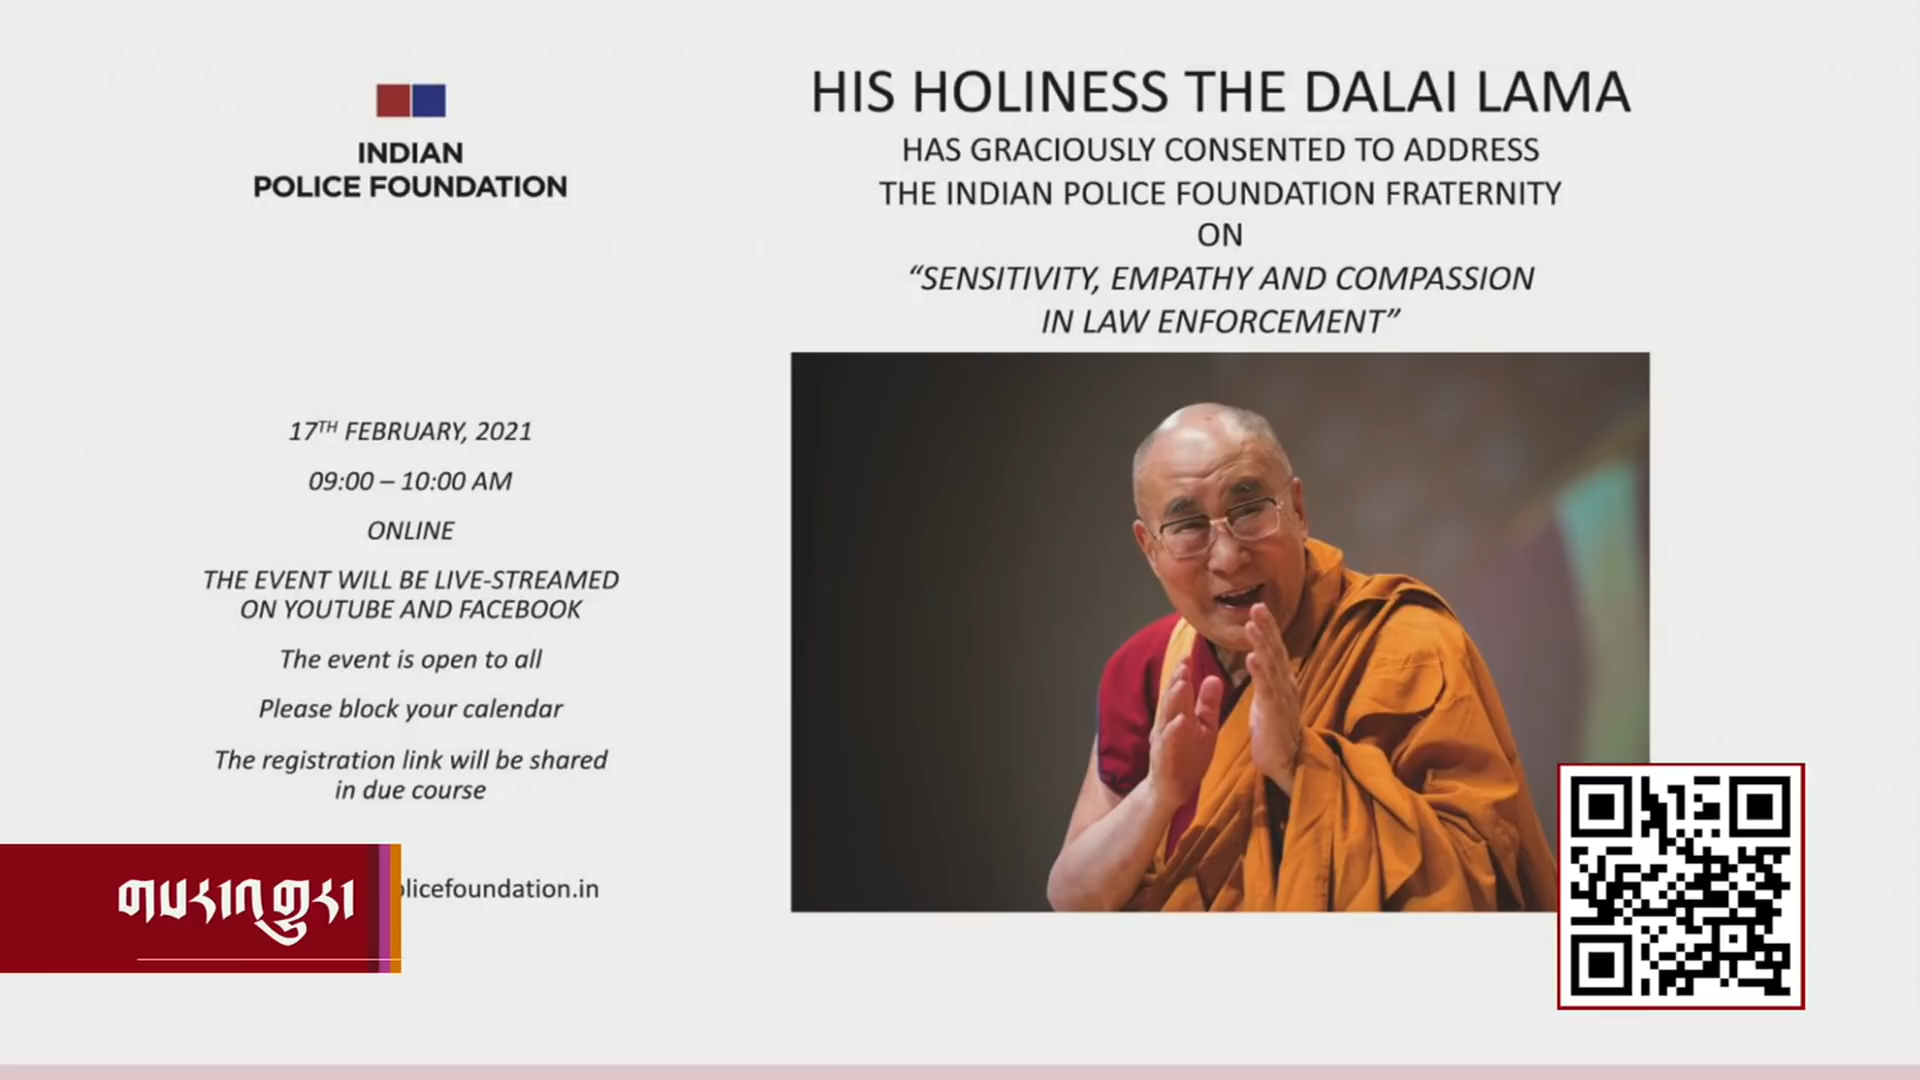 INDIAN
POLICE FOUNDATION
HIS HOLINESS THE DALAI LAMA
HAS GRACIOUSLY CONSENTED TO ADDRESS
THE INDIAN POLICE FOUNDATION FRATERNITY
ON
“SENSITIVITY, EMPATHY AND COMPASSION
IN LAW ENFORCEMENT”
17TH FEBRUARY, 2021
09:00 – 10:00 AM
ONLINE
THE EVENT WILL BE LIVE-STREAMED
ON YOUTUBE AND FACEBOOK
The event is open to all
Please block your calendar
The registration link will be shared
in due course
olicefoundation.in